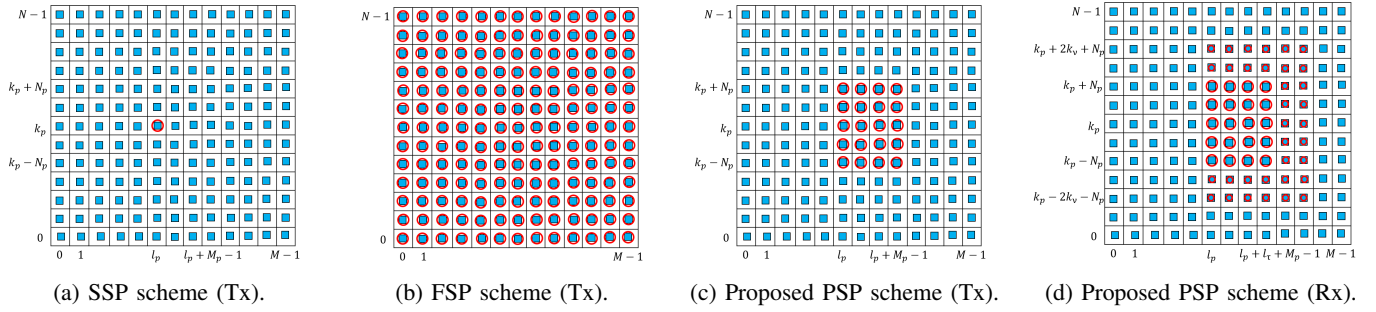 N − 1
k_p + N_p
k_p
k_p − N_p
0
0 1 l_p l_p + M_p − 1 M − 1
(a) SSP scheme (Tx).
N − 1
0
0 1 M − 1
(b) FSP scheme (Tx).
N − 1
k_p + N_p
k_p
k_p − N_p
0
0 1 l_p l_p + M_p − 1 M − 1
(c) Proposed PSP scheme (Tx).
N − 1
k_p + 2k_ν + N_p
k_p + N_p
k_p
k_p − N_p
k_p − 2k_ν − N_p
0
0 1 l_p l_p + l_τ + M_p − 1 M − 1
(d) Proposed PSP scheme (Rx).